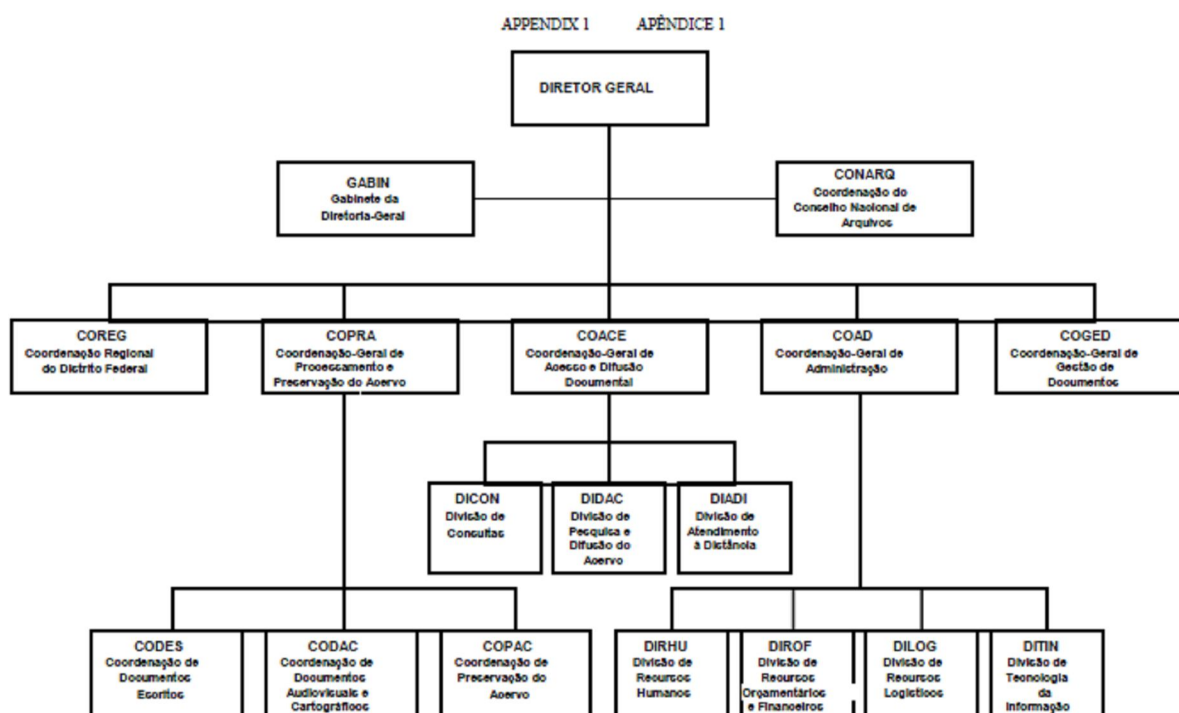 APPENDIX 1 APÊNDICE 1
DIRETOR GERAL
GABIN
Gabinete da
Diretoria-Geral
CONARQ
Coordenação do
Conselho Nacional de
Arquivos
COREG
Coordenação Regional
do Distrito Federal
COPRA
Coordenação-Geral de
Processamento e
Preservação do Acervo
COACE
Coordenação-Geral de
Acesso e Difusão
Documental
COAD
Coordenação-Geral de
Administração
COGED
Coordenação-Geral de
Gestão de
Documentos
DICON
Divisão de
Consultas
DIDAC
Divisão de
Pesquisa e
Difusão do
Acervo
DIADI
Divisão de
Atendimento
à Distância
CODES
Coordenação de
Documentos
Escritos
CODAC
Coordenação de
Documentos
Audiovisuais e
Cartográficos
COPAC
Coordenação de
Preservação do
Acervo
DIRHU
Divisão de
Recursos
Humanos
DIROF
Divisão de
Recursos
Orçamentários
e Financeiros
DILOG
Divisão de
Recursos
Logísticos
DITIN
Divisão de
Tecnologia
da
Informação